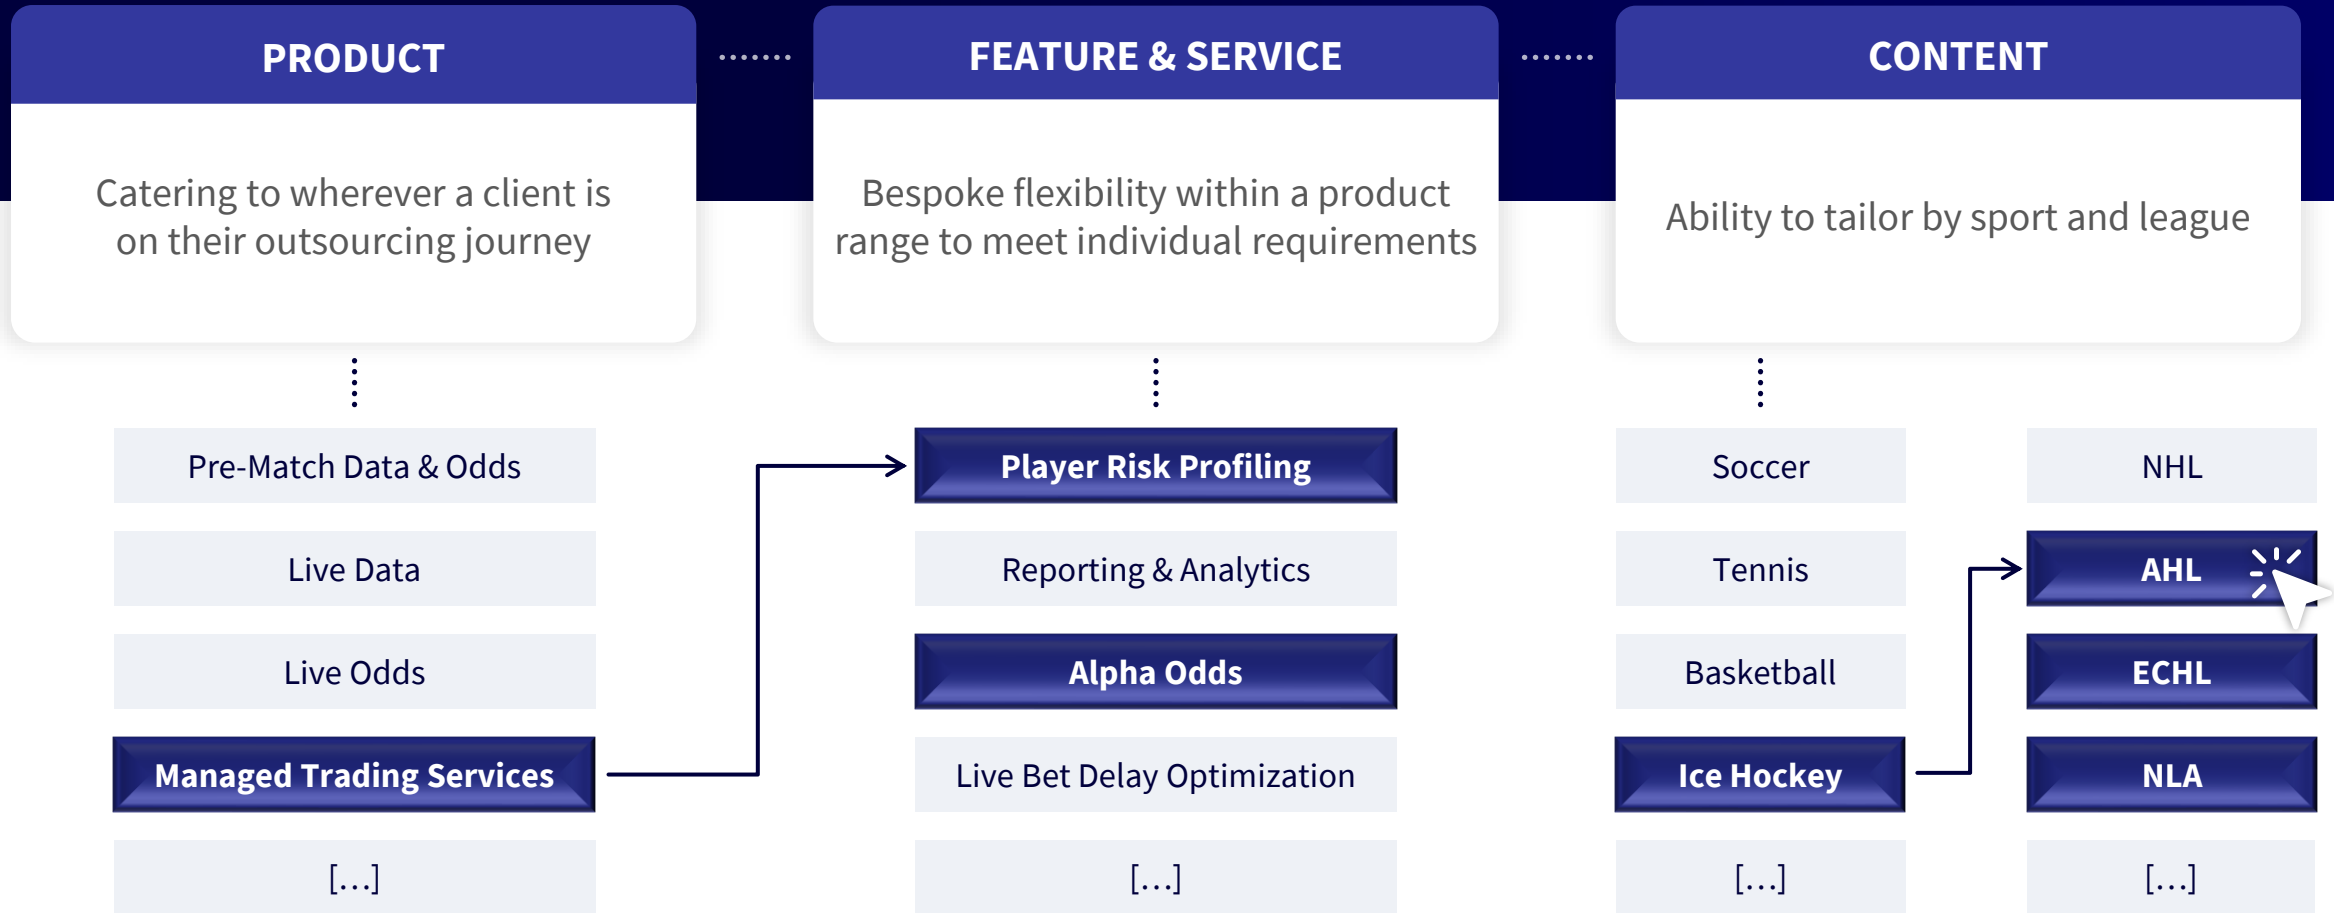 PRODUCT
Catering to wherever a client is
on their outsourcing journey
Pre-Match Data & Odds
Live Data
Live Odds
Managed Trading Services
[…]
FEATURE & SERVICE
Bespoke flexibility within a product
range to meet individual requirements
Player Risk Profiling
Reporting & Analytics
Alpha Odds
Live Bet Delay Optimization
[…]
CONTENT
Ability to tailor by sport and league
Soccer
Tennis
Basketball
Ice Hockey
[…]
NHL
AHL
ECHL
NLA
[…]